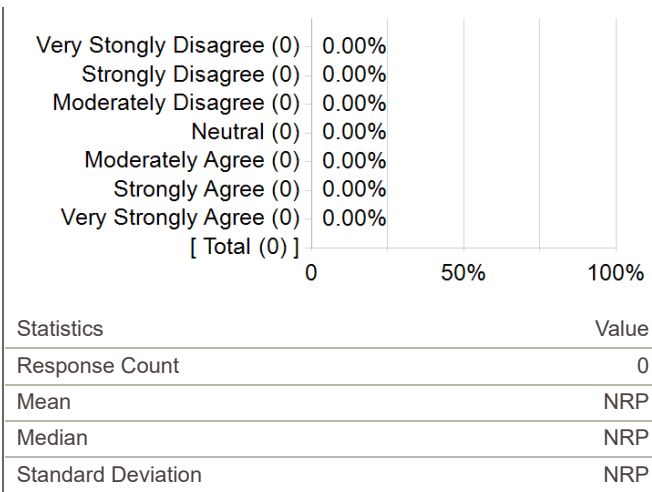 Very Stongly Disagree (0) 0.00%
Strongly Disagree (0) 0.00%
Moderately Disagree (0) 0.00%
Neutral (0) 0.00%
Moderately Agree (0) 0.00%
Strongly Agree (0) 0.00%
Very Strongly Agree (0) 0.00%
[ Total (0) ]
0 50% 100%
Statistics Value
Response Count 0
Mean NRP
Median NRP
Standard Deviation NRP